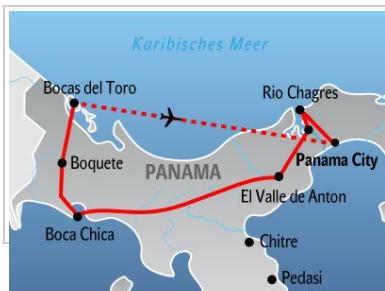 Karibisches Meer
Bocas del Toro
Rio Chagres
Boquete
PANAMA
Panama City
El Valle de Anton
Boca Chica
Chitre
Pedasi